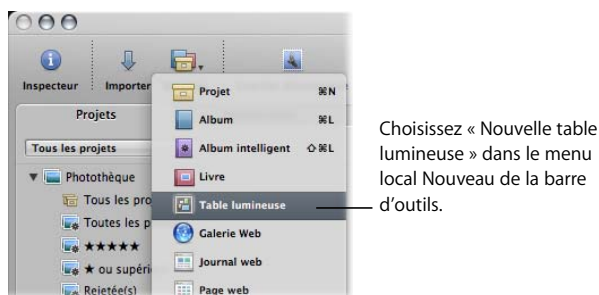 Inspecteur
Importer
Projet ⌘N
Projets
Album ⌘L
Tous les projets
Album intelligent ⇧⌘L
Photothèque
Livre
Tous les pro
Table lumineuse
Toutes les p
Galerie Web
★★★★★
★ ou supéri
Journal web
Rejetée(s)
Page web
Choisissez « Nouvelle table
lumineuse » dans le menu
local Nouveau de la barre
d'outils.